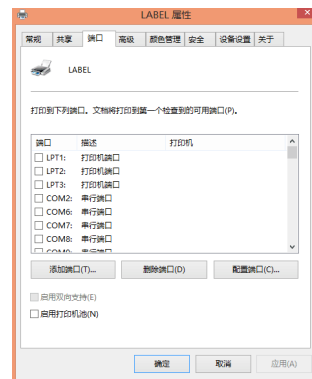 LABEL 属性
常规 共享 端口 高级 颜色管理 安全 设备设置 关于
LABEL
打印到下列端口。文档将打印到第一个检查到的可用端口(P)。
端口 描述 打印机
LPT1: 打印机端口
LPT2: 打印机端口
LPT3: 打印机端口
COM2: 串行端口
COM6: 串行端口
COM7: 串行端口
COM8: 串行端口
COM9: 串行端口
添加端口(T)... 删除端口(D) 配置端口(C)...
启用双向支持(E)
启用打印机池(N)
确定 取消 应用(A)